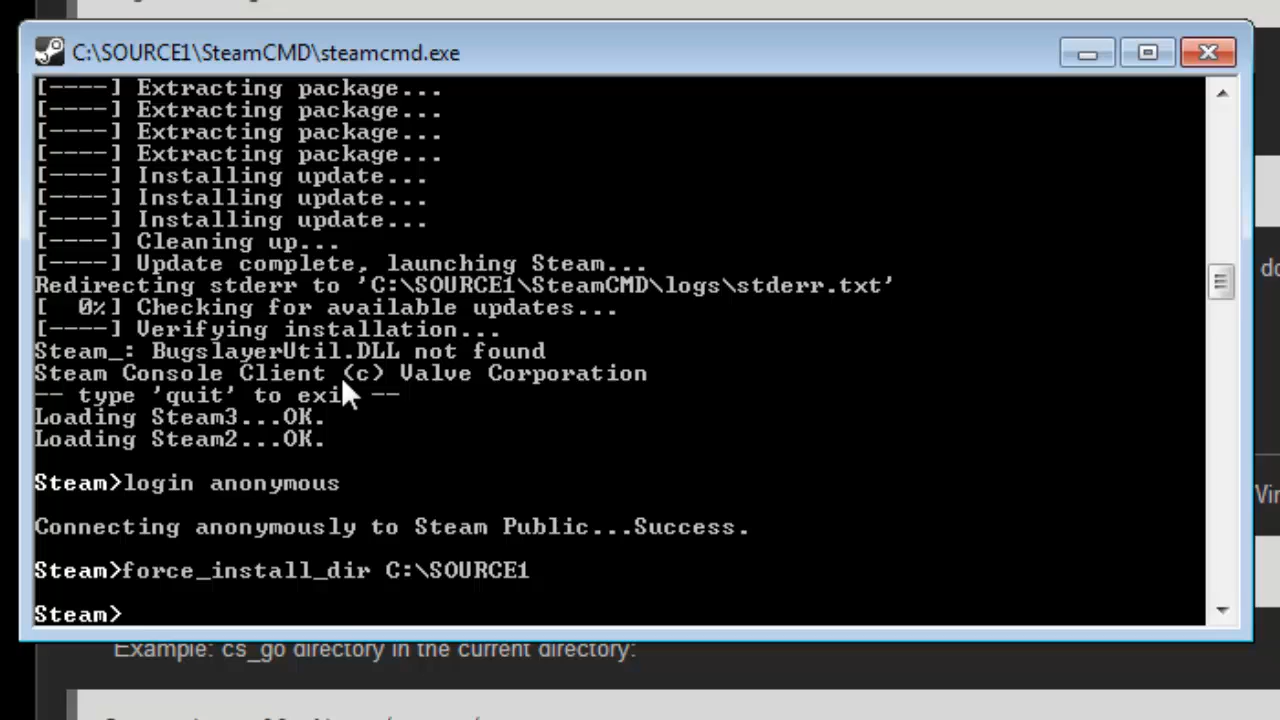 C:\SOURCE1\SteamCMD\steamcmd.exe
[----] Extracting package...
[----] Extracting package...
[----] Extracting package...
[----] Extracting package...
[----] Installing update...
[----] Installing update...
[----] Installing update...
[----] Cleaning up...
[----] Update complete, launching Steam...
Redirecting stderr to 'C:\SOURCE1\SteamCMD\logs\stderr.txt'
[  0%] Checking for available updates...
[----] Verifying installation...
Steam_: BugslayerUtil.DLL not found
Steam Console Client (c) Valve Corporation
-- type 'quit' to exit --
Loading Steam3...OK.
Loading Steam2...OK.
Steam>login anonymous
Connecting anonymously to Steam Public...Success.
Steam>force_install_dir C:\SOURCE1
Steam>
Example: cs_go directory in the current directory: